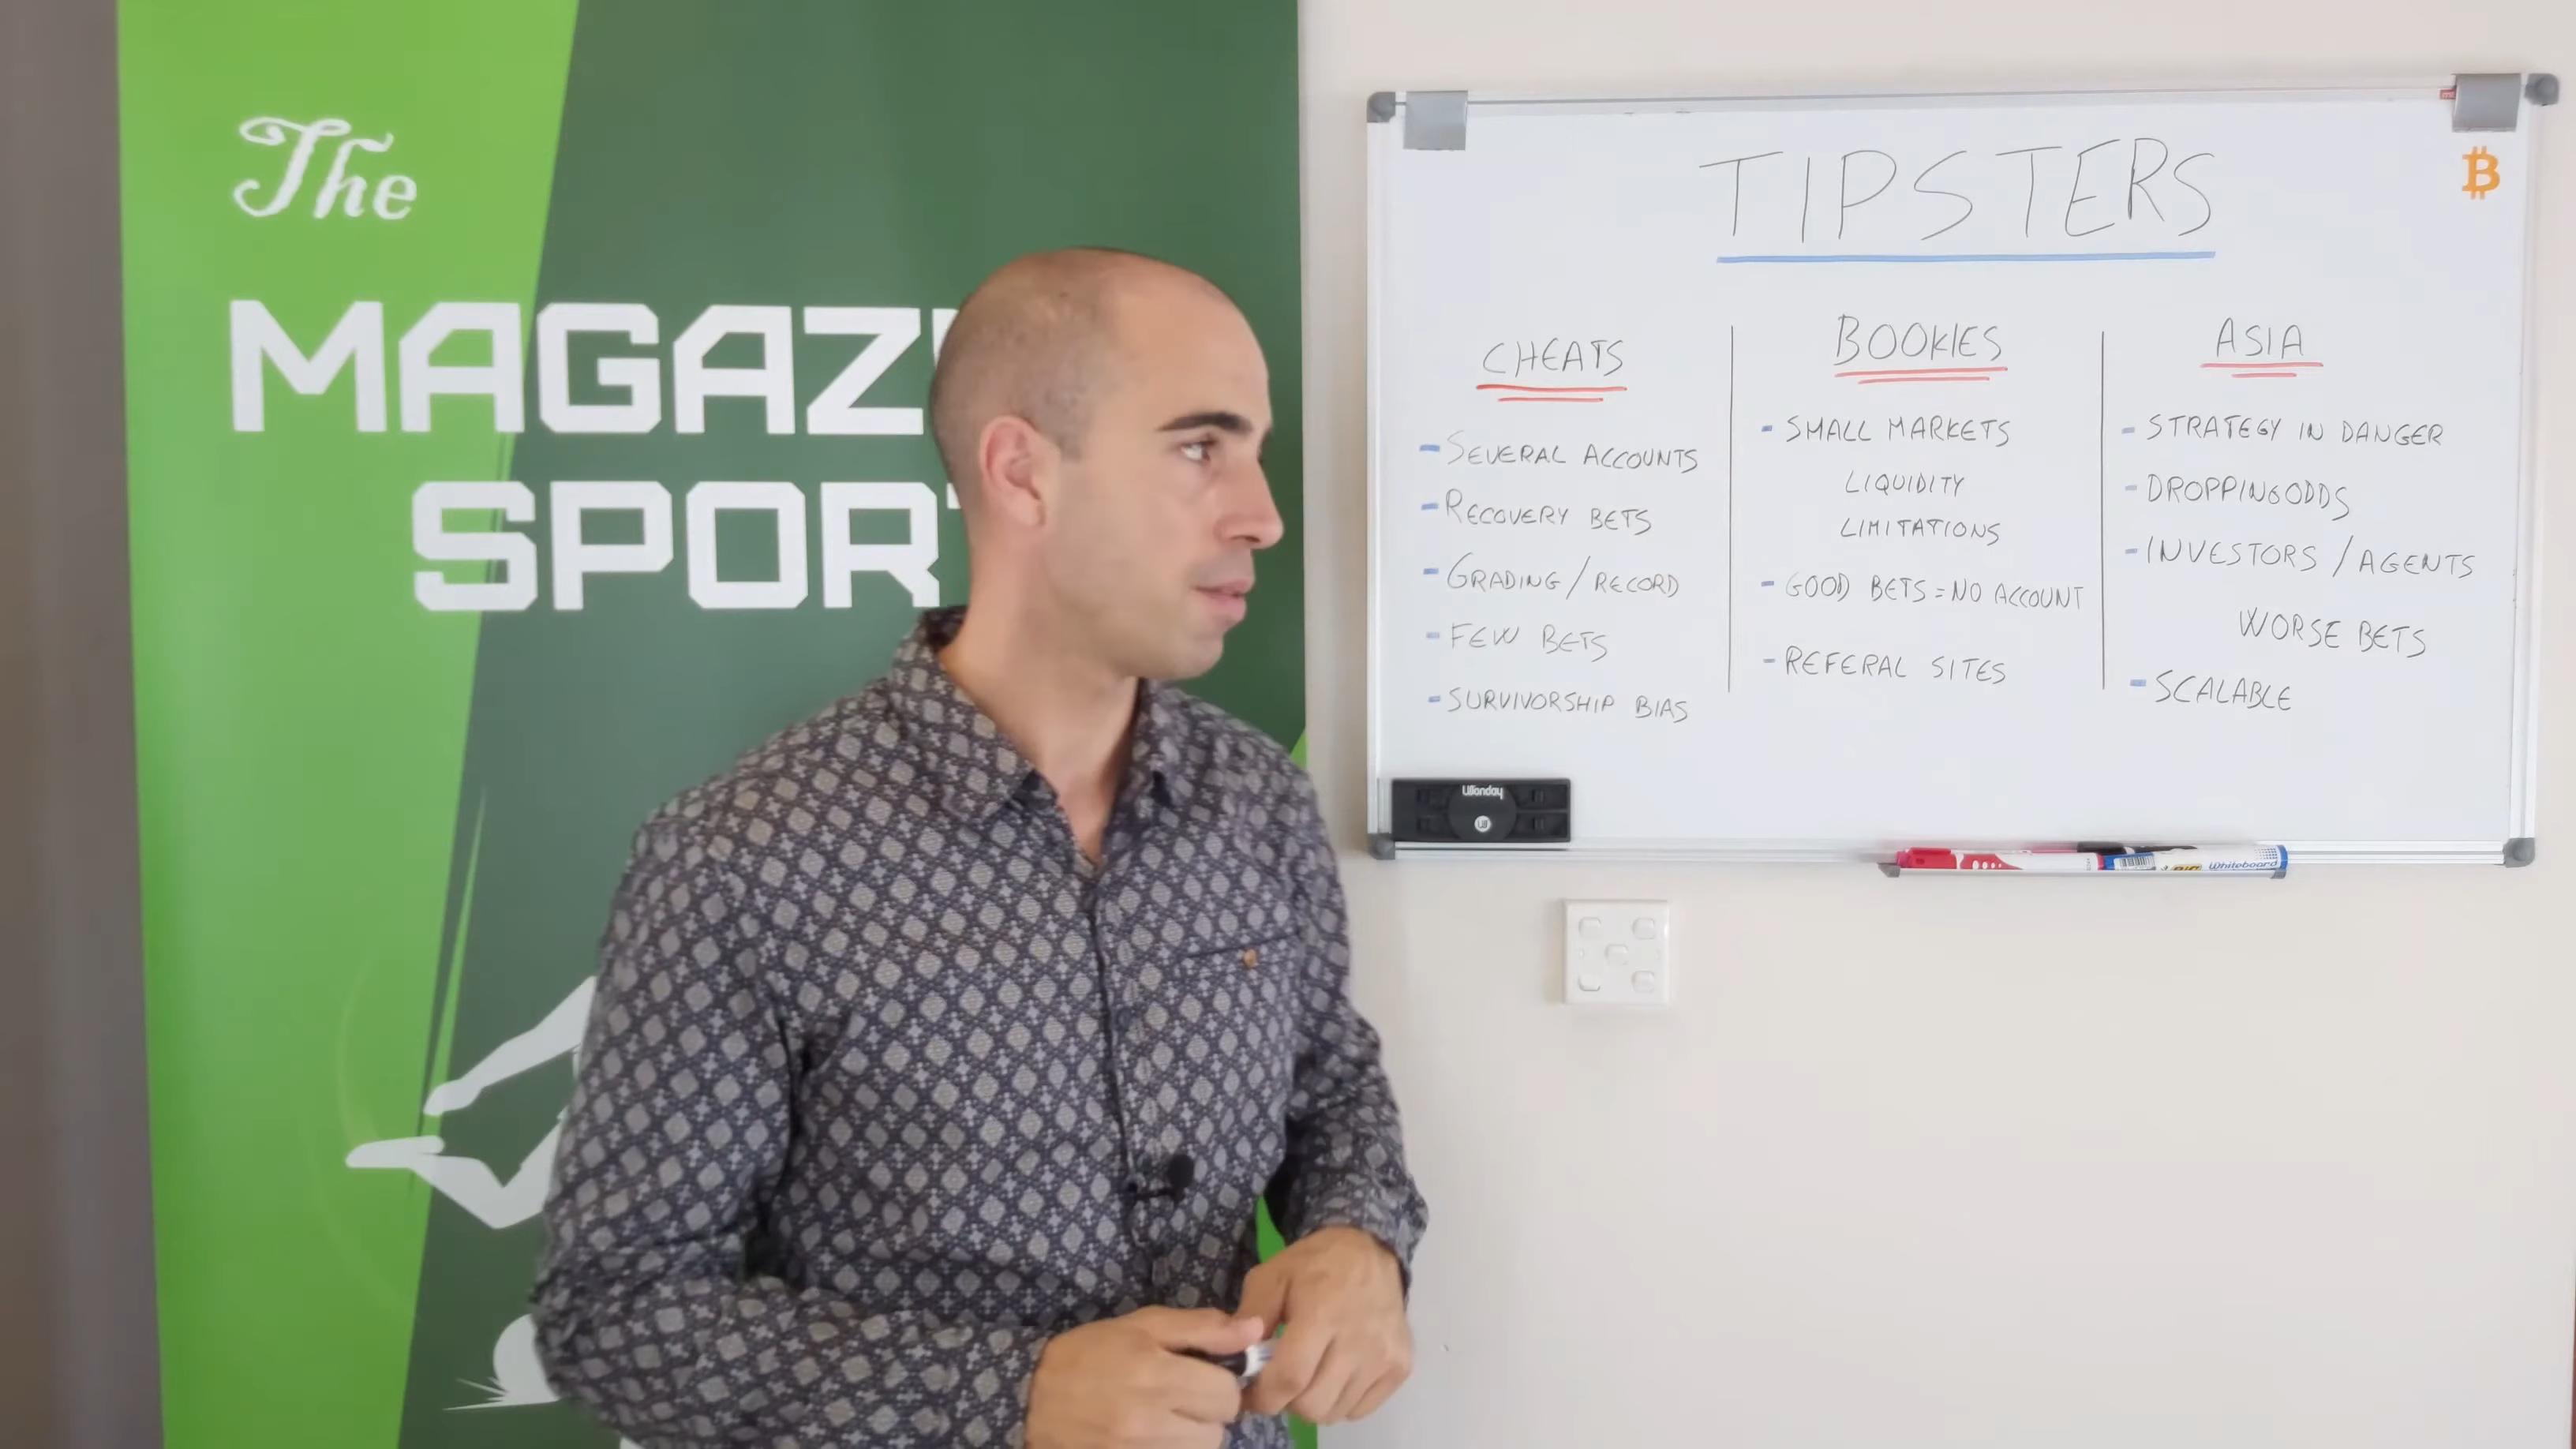 The
MAGAZ
SPOR
TIPSTERS
CHEATS
- SEVERAL ACCOUNTS
- RECOVERY BETS
- GRADING / RECORD
- FEW BETS
- SURVIVORSHIP BIAS
BOOKIES
- SMALL MARKETS
LIQUIDITY
LIMITATIONS
- GOOD BETS = NO ACCOUNT
- REFERAL SITES
ASIA
- STRATEGY IN DANGER
- DROPPINGODDS
- INVESTORS / AGENTS
WORSE BETS
- SCALABLE
₿
BIC Whiteboard